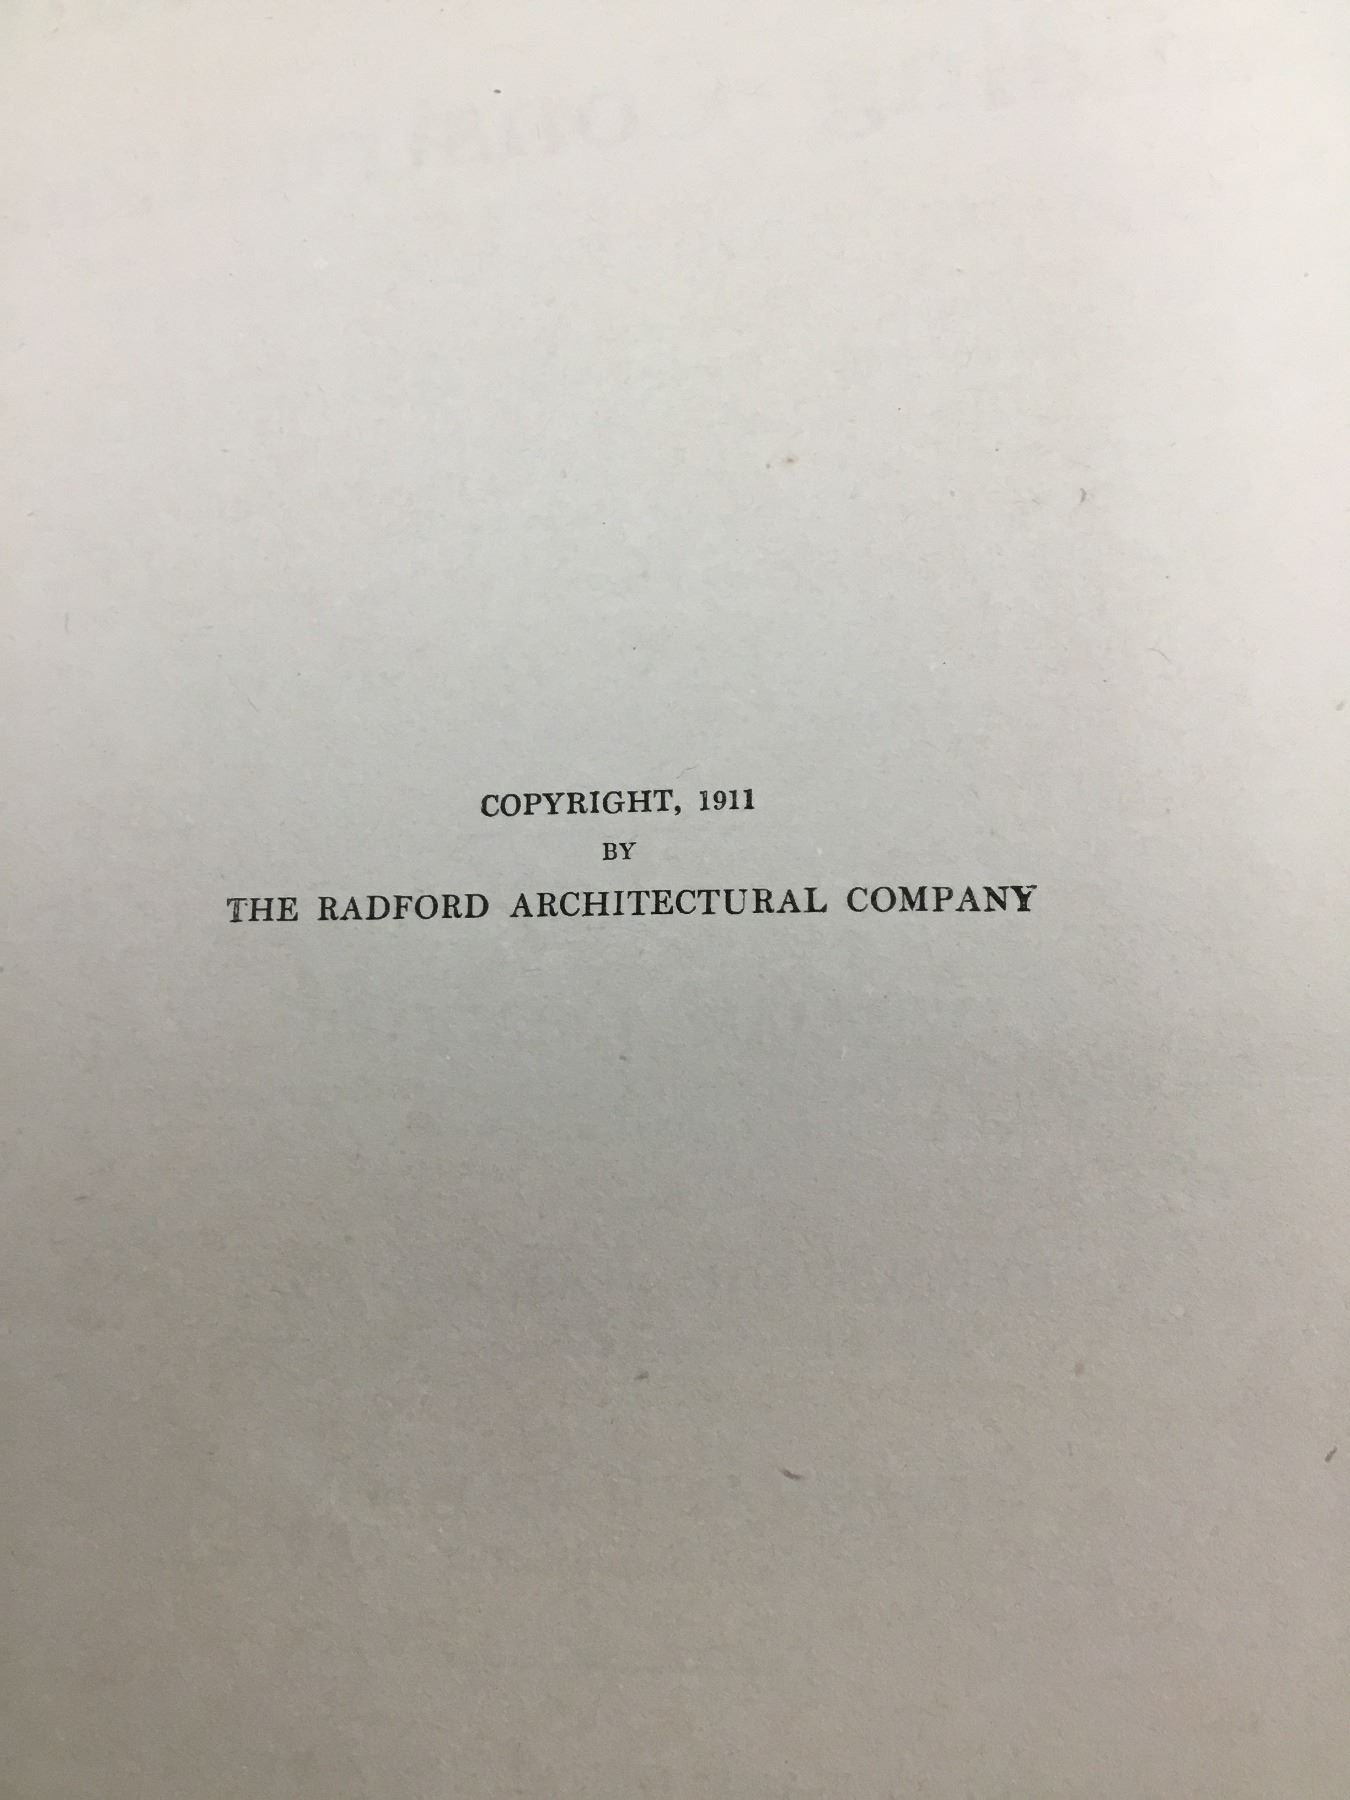 COPYRIGHT, 1911
BY
THE RADFORD ARCHITECTURAL COMPANY